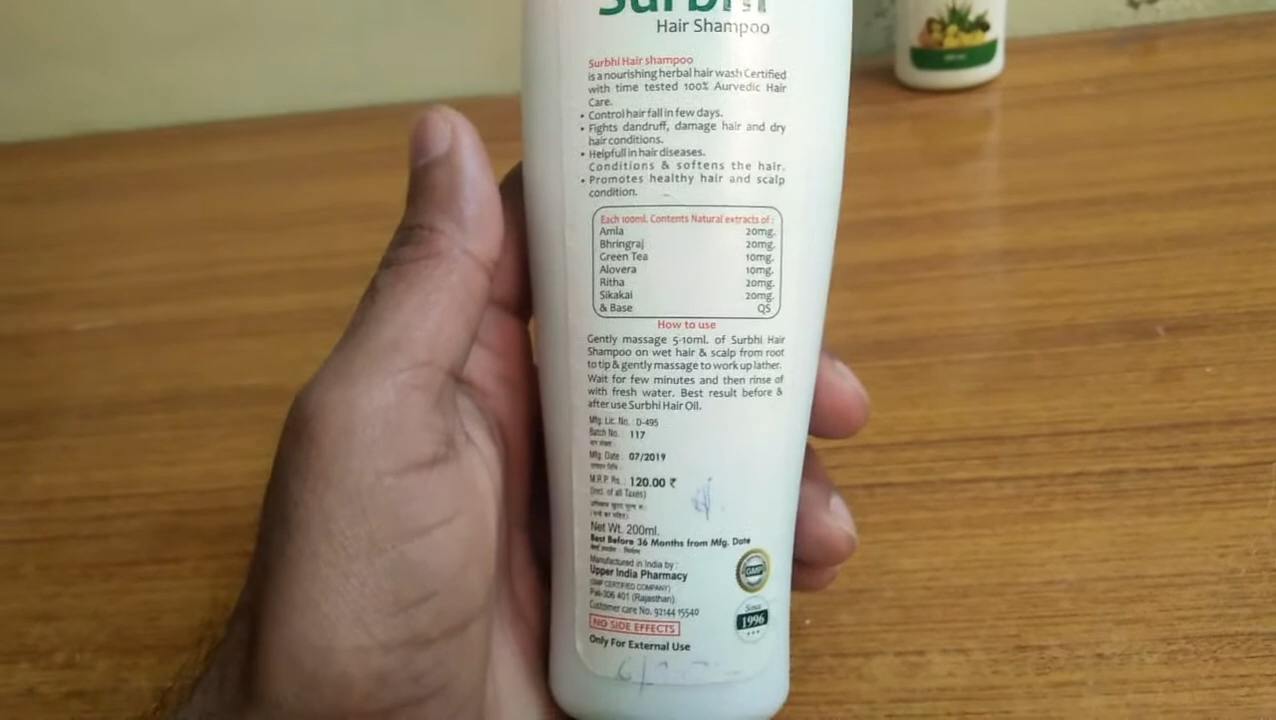 Surbhi
Hair Shampoo
Surbhi Hair shampoo
is a nourishing herbal hair wash Certified
with time tested 100% Aurvedic Hair
Care.
• Control hair fall in few days.
• Fights dandruff, damage hair and dry
hair conditions.
• Helpfull in hair diseases.
Conditions & softens the hair.
• Promotes healthy hair and scalp
condition.
Each 100ml. Contents Natural extracts of :
Amla 20mg.
Bhringraj 20mg.
Green Tea 10mg.
Alovera 10mg.
Ritha 20mg.
Sikakai 20mg.
& Base QS
How to use
Gently massage 5-10ml. of Surbhi Hair
Shampoo on wet hair & scalp from root
to tip & gently massage to work up lather.
Wait for few minutes and then rinse of
with fresh water. Best result before &
after use Surbhi Hair Oil.
Mfg. Lic. No. : D-495
Batch No. : 117
Mfg. Date : 07/2019
M.R.P. Rs. : 120.00 ₹
(Incl. of all Taxes)
Net Wt. 200ml.
Best Before 36 Months from Mfg. Date
Manufactured in India by :
Upper India Pharmacy
(GMP CERTIFIED COMPANY)
Pali-306 401 (Rajasthan)
Customer care No. 92144 15540
GMP
Since
1996
NO SIDE EFFECTS
Only For External Use